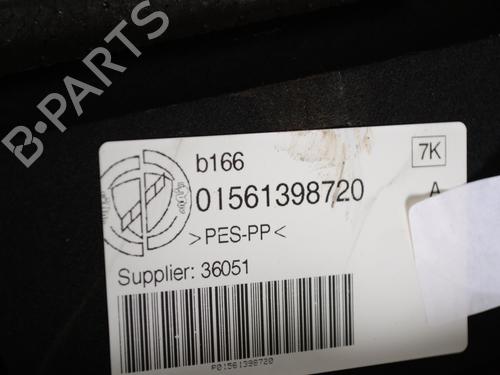 B-PARTS
b166
7K
01561398720
A
>PES-PP<
Supplier: 36051
P01561398720